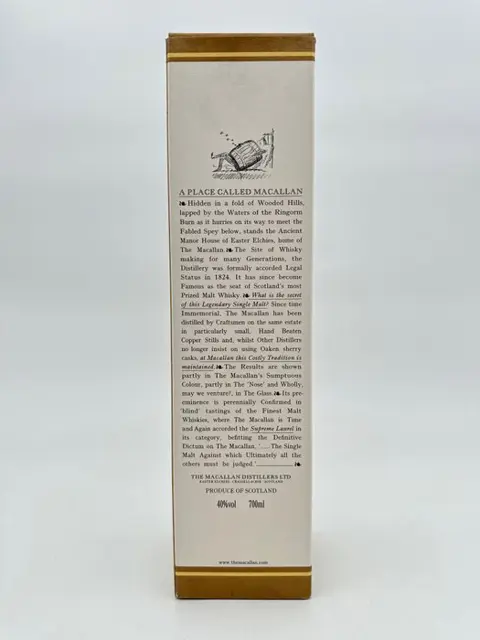 A PLACE CALLED MACALLAN
❧Hidden in a fold of Wooded Hills,
lapped by the Waters of the Ringorm
Burn as it hurries on its way to meet the
Fabled Spey below, stands the Ancient
Manor House of Easter Elchies, home of
The Macallan.❧The Site of Whisky
making for many Generations, the
Distillery was formally accorded Legal
Status in 1824. It has since become
Famous as the seat of Scotland's most
Prized Malt Whisky.❧What is the secret
of this Legendary Single Malt? Since time
Immemorial, The Macallan has been
distilled by Craftsmen on the same estate
in particularly small, Hand Beaten
Copper Stills and, whilst Other Distillers
no longer insist on using Oaken sherry
casks, at Macallan this Costly Tradition is
maintained.❧The Results are shown
partly in The Macallan's Sumptuous
Colour, partly in The 'Nose' and Wholly,
may we venture?, in The Glass.❧Its pre-
eminence is perennially Confirmed in
'blind' tastings of the Finest Malt
Whiskies, where The Macallan is Time
and Again accorded the Supreme Laurel in
its category, befitting the Definitive
Dictum on The Macallan, '... The Single
Malt Against which Ultimately all the
others must be judged'.❧
THE MACALLAN DISTILLERS LTD
EASTER ELCHIES CRAIGELLACHIE SCOTLAND
PRODUCE OF SCOTLAND
40%vol 700ml
www.themacallan.com